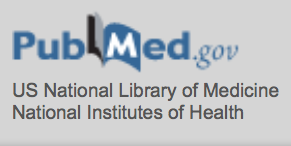 PubMed.gov
US National Library of Medicine
National Institutes of Health